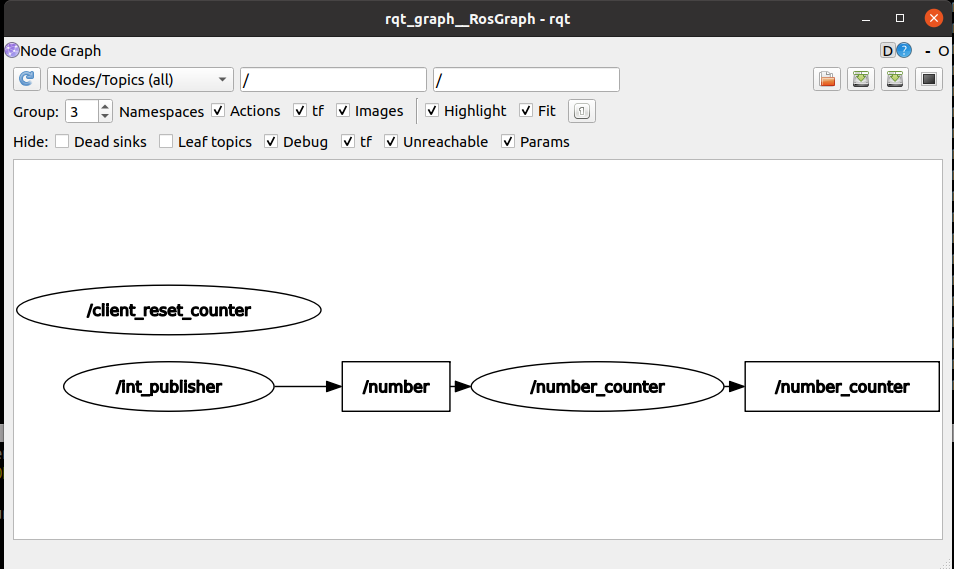 rqt_graph__RosGraph - rqt
Node Graph D ? - O
Nodes/Topics (all) / /
Group: 3 Namespaces Actions tf Images Highlight Fit
Hide: Dead sinks Leaf topics Debug tf Unreachable Params
/client_reset_counter
/int_publisher /number /number_counter /number_counter